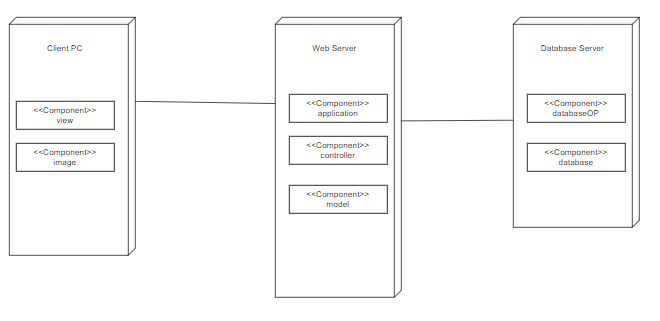 Client PC
<<Component>>
view
<<Component>>
image
Web Server
<<Component>>
application
<<Component>>
controller
<<Component>>
model
Database Server
<<Component>>
databaseOP
<<Component>>
database